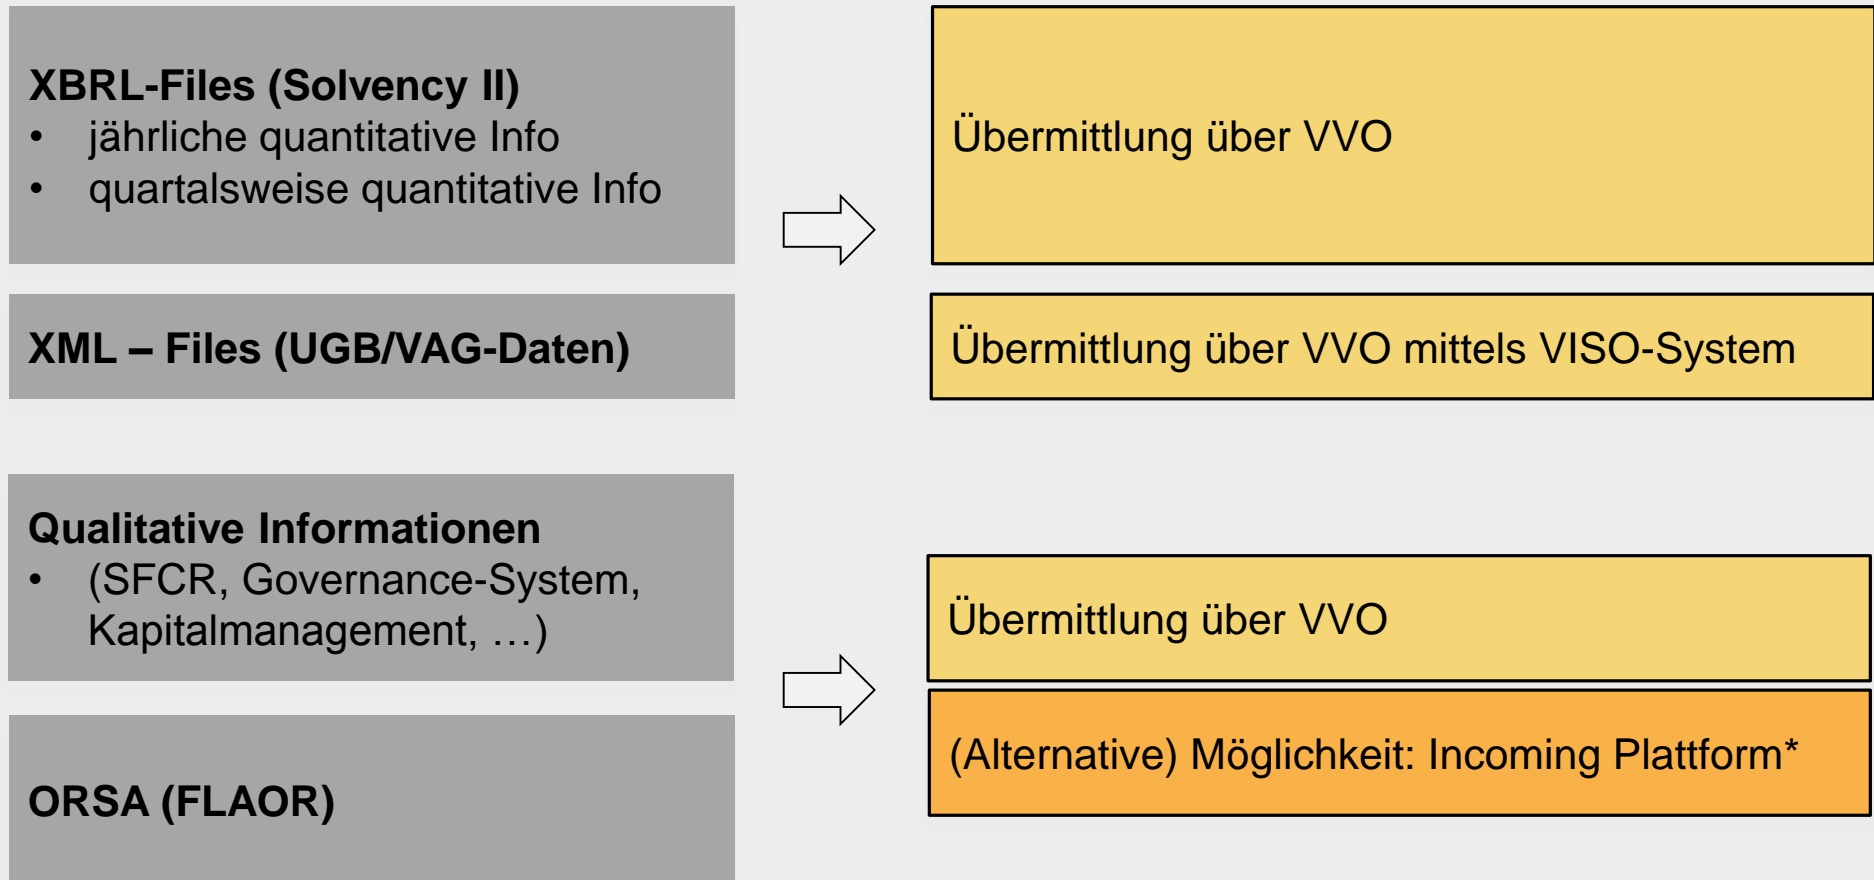 XBRL-Files (Solvency II)
• jährliche quantitative Info
• quartalsweise quantitative Info
Übermittlung über VVO
XML – Files (UGB/VAG-Daten)
Übermittlung über VVO mittels VISO-System
Qualitative Informationen
• (SFCR, Governance-System,
Kapitalmanagement, …)
Übermittlung über VVO
(Alternative) Möglichkeit: Incoming Plattform*
ORSA (FLAOR)